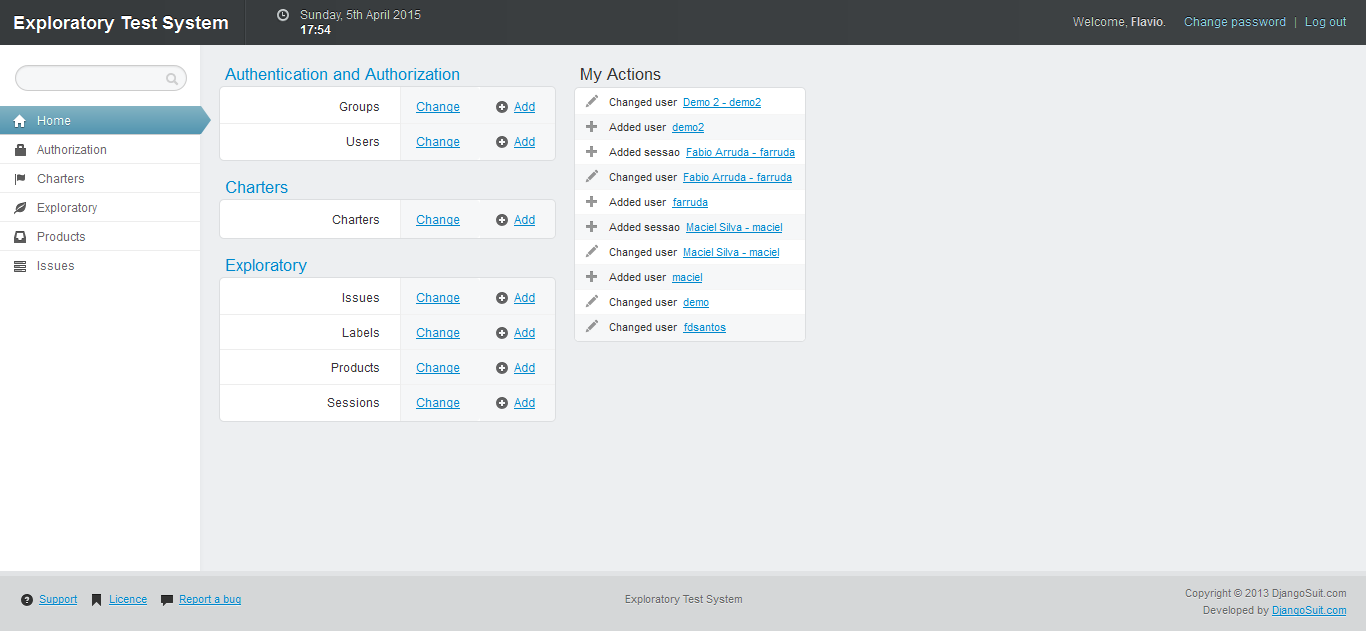 Exploratory Test System
Sunday, 5th April 2015
17:54
Welcome, Flavio. Change password | Log out
Home
Authorization
Charters
Exploratory
Products
Issues
Authentication and Authorization
Groups Change Add
Users Change Add
Charters
Charters Change Add
Exploratory
Issues Change Add
Labels Change Add
Products Change Add
Sessions Change Add
My Actions
Changed user Demo 2 - demo2
Added user demo2
Added sessao Fabio Arruda - farruda
Changed user Fabio Arruda - farruda
Added user farruda
Added sessao Maciel Silva - maciel
Changed user Maciel Silva - maciel
Added user maciel
Changed user demo
Changed user fdsantos
Support Licence Report a bug
Exploratory Test System
Copyright © 2013 DjangoSuit.com
Developed by DjangoSuit.com